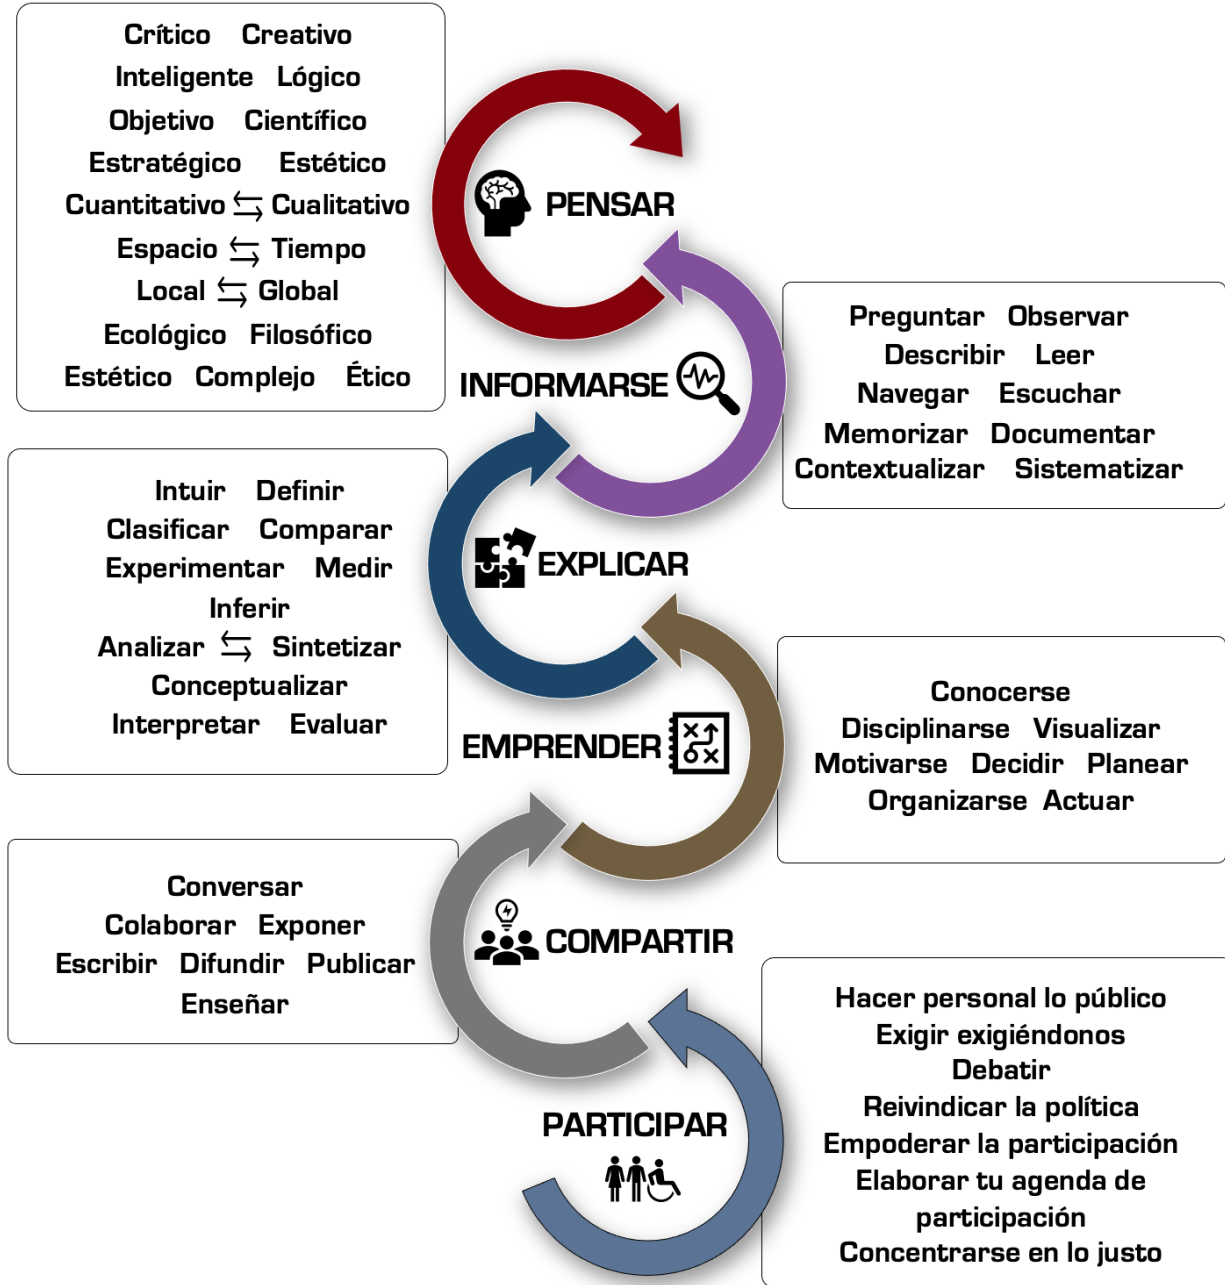 Crítico Creativo
Inteligente Lógico
Objetivo Científico
Estratégico Estético
Cuantitativo ⇆ Cualitativo
Espacio ⇆ Tiempo
Local ⇆ Global
Ecológico Filosófico
Estético Complejo Ético
PENSAR
INFORMARSE
Preguntar Observar
Describir Leer
Navegar Escuchar
Memorizar Documentar
Contextualizar Sistematizar
Intuir Definir
Clasificar Comparar
Experimentar Medir
Inferir
Analizar ⇆ Sintetizar
Conceptualizar
Interpretar Evaluar
EXPLICAR
EMPRENDER
Conocerse
Disciplinarse Visualizar
Motivarse Decidir Planear
Organizarse Actuar
Conversar
Colaborar Exponer
Escribir Difundir Publicar
Enseñar
COMPARTIR
PARTICIPAR
Hacer personal lo público
Exigir exigiéndonos
Debatir
Reivindicar la política
Empoderar la participación
Elaborar tu agenda de
participación
Concentrarse en lo justo